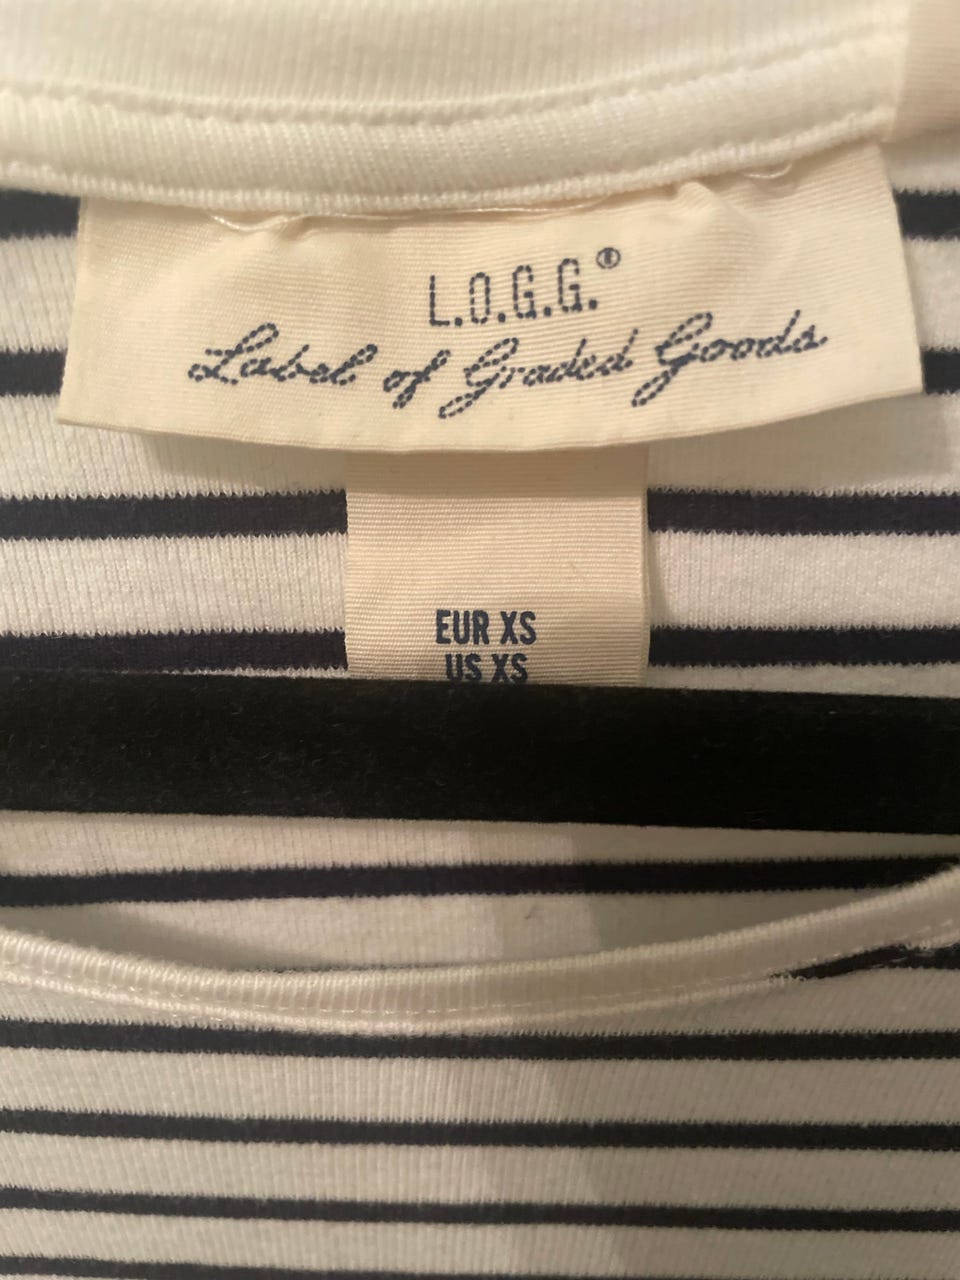 L.O.G.G.®
Label of Graded Goods
EUR XS
US XS